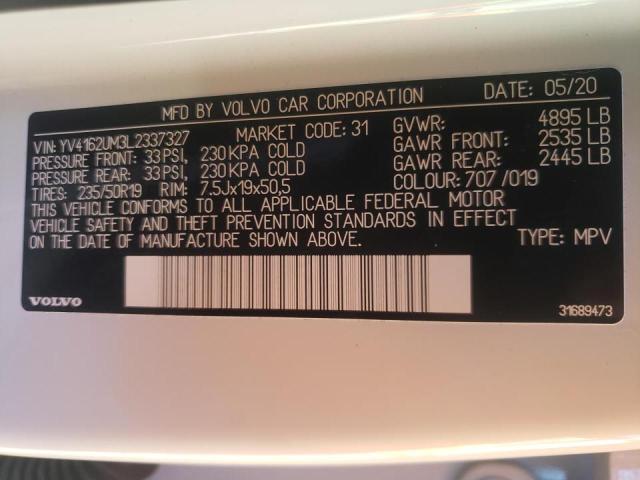 MFD BY VOLVO CAR CORPORATION DATE: 05/20
VIN: YV4162UM3L2337327 MARKET CODE: 31 GVWR: 4895 LB
PRESSURE FRONT: 33 PSI, 230 KPA COLD GAWR FRONT: 2535 LB
PRESSURE REAR: 33 PSI, 230 KPA COLD GAWR REAR: 2445 LB
TIRES: 235/50R19 RIM: 7.5Jx19x50,5 COLOUR: 707 /019
THIS VEHICLE CONFORMS TO ALL APPLICABLE FEDERAL MOTOR
VEHICLE SAFETY AND THEFT PREVENTION STANDARDS IN EFFECT
ON THE DATE OF MANUFACTURE SHOWN ABOVE. TYPE: MPV
VOLVO 31689473